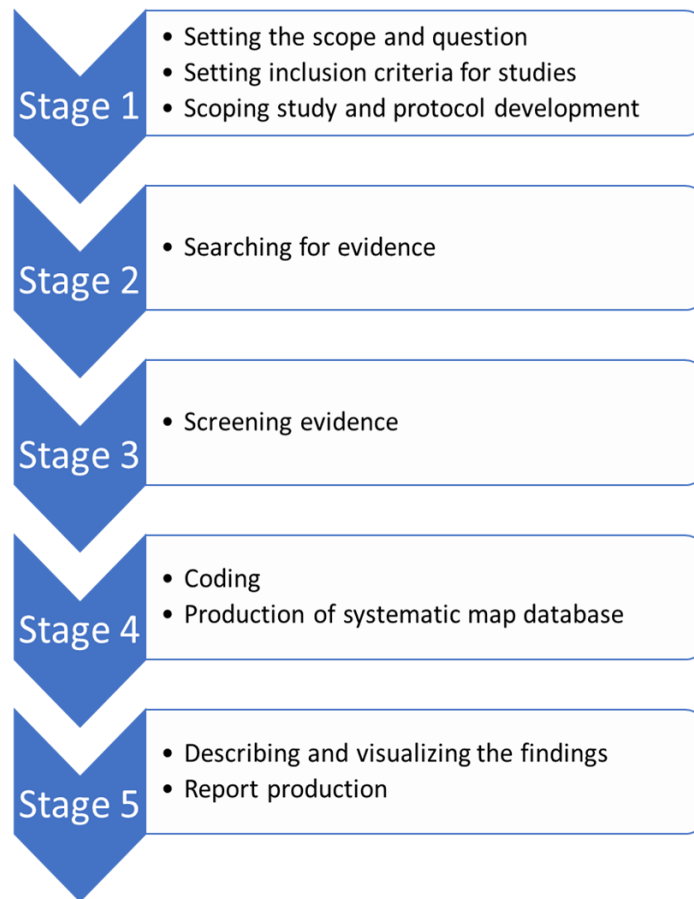 Stage 1
• Setting the scope and question
• Setting inclusion criteria for studies
• Scoping study and protocol development
Stage 2
• Searching for evidence
Stage 3
• Screening evidence
Stage 4
• Coding
• Production of systematic map database
Stage 5
• Describing and visualizing the findings
• Report production